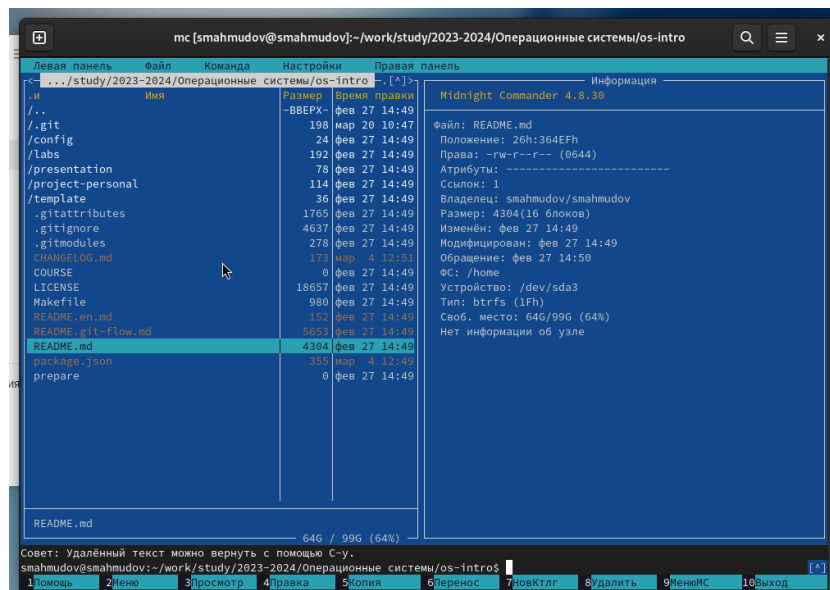 mc [smahmudov@smahmudov]:~/work/study/2023-2024/Операционные системы/os-intro
Левая панель Файл Команда Настройки Правая панель
<─ .../study/2023-2024/Операционные системы/os-intro ─.[^]>
.и Имя Размер Время правки
/.. -ВВЕРХ- фев 27 14:49
/.git 198 мар 20 10:47
/config 24 фев 27 14:49
/labs 192 фев 27 14:49
/presentation 78 фев 27 14:49
/project-personal 114 фев 27 14:49
/template 36 фев 27 14:49
.gitattributes 1765 фев 27 14:49
.gitignore 4637 фев 27 14:49
.gitmodules 278 фев 27 14:49
CHANGELOG.md 173 мар 4 12:51
COURSE 0 фев 27 14:49
LICENSE 18657 фев 27 14:49
Makefile 980 фев 27 14:49
README.en.md 152 фев 27 14:49
README.git-flow.md 5653 фев 27 14:49
README.md 4304 фев 27 14:49
package.json 355 мар 4 12:49
prepare 0 фев 27 14:49
README.md
64G / 99G (64%)
Информация
Midnight Commander 4.8.30
Файл: README.md
Положение: 26h:364EFh
Права: -rw-r--r-- (0644)
Атрибуты: -------------------------
Ссылок: 1
Владелец: smahmudov/smahmudov
Размер: 4304(16 блоков)
Изменён: фев 27 14:49
Модифицирован: фев 27 14:49
Обращение: фев 27 14:50
ФС: /home
Устройство: /dev/sda3
Тип: btrfs (1Fh)
Своб. место: 64G/99G (64%)
Нет информации об узле
Совет: Удалённый текст можно вернуть с помощью C-y.
smahmudov@smahmudov:~/work/study/2023-2024/Операционные системы/os-intro$ [^]
1Помощь 2Меню 3Просмотр 4Правка 5Копия 6Перенос 7НовКтлг 8Удалить 9МенюМС 10Выход